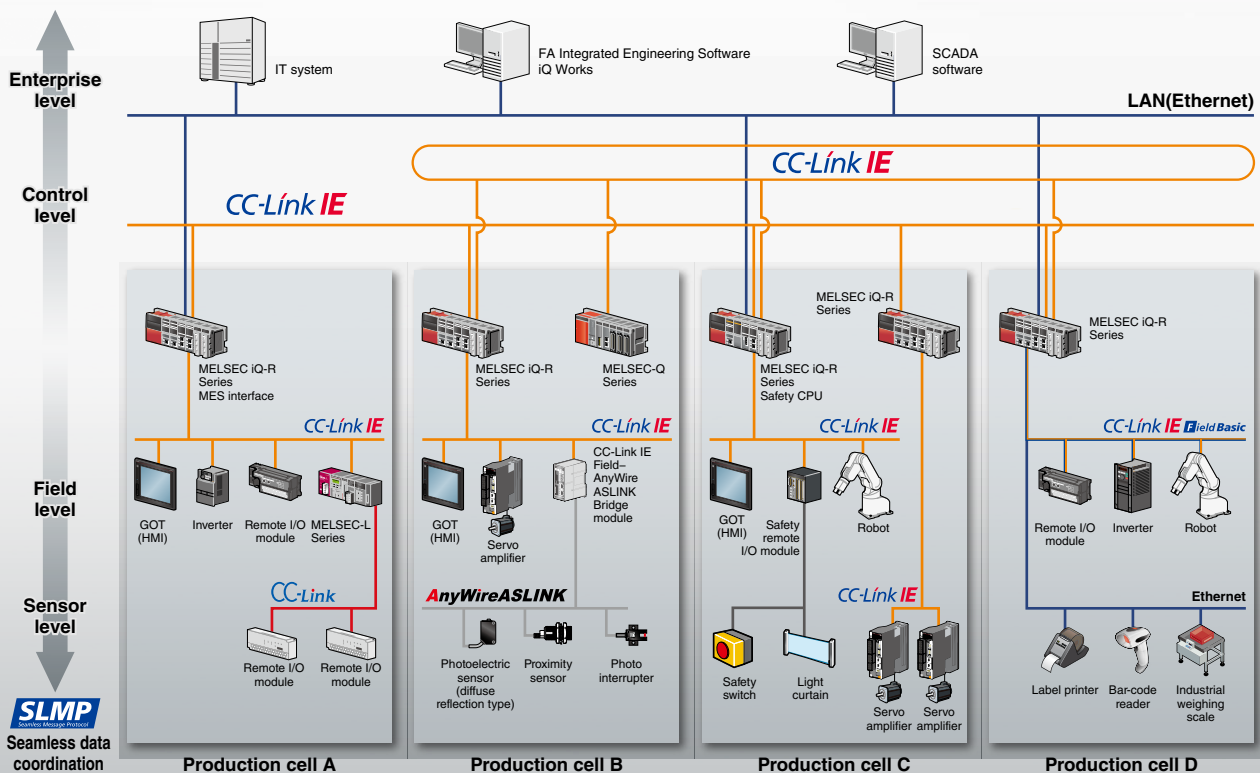 Enterprise
level
IT system
FA Integrated Engineering Software
iQ Works
SCADA
software
LAN(Ethernet)
Control
level
CC-Link IE
CC-Link IE
MELSEC iQ-R
Series
MES interface
CC-Link IE
GOT
(HMI)
Inverter
Remote I/O
module
MELSEC-L
Series
CC-Link
Remote I/O
module
Remote I/O
module
Production cell A
MELSEC iQ-R
Series
MELSEC-Q
Series
CC-Link IE
GOT
(HMI)
Servo
amplifier
CC-Link IE
Field–
AnyWire
ASLINK
Bridge
module
AnyWireASLINK
Photoelectric
sensor
(diffuse
reflection type)
Proximity
sensor
Photo
interrupter
Production cell B
MELSEC iQ-R
Series
Safety CPU
MELSEC iQ-R
Series
CC-Link IE
GOT
(HMI)
Safety
remote
I/O module
Robot
CC-Link IE
Safety
switch
Light
curtain
Servo
amplifier
Servo
amplifier
Production cell C
MELSEC iQ-R
Series
CC-Link IE Field Basic
Remote I/O
module
Inverter
Robot
Ethernet
Label printer
Bar-code
reader
Industrial
weighing
scale
Production cell D
Field
level
Sensor
level
SLMP
Seamless Message Protocol
Seamless data
coordination